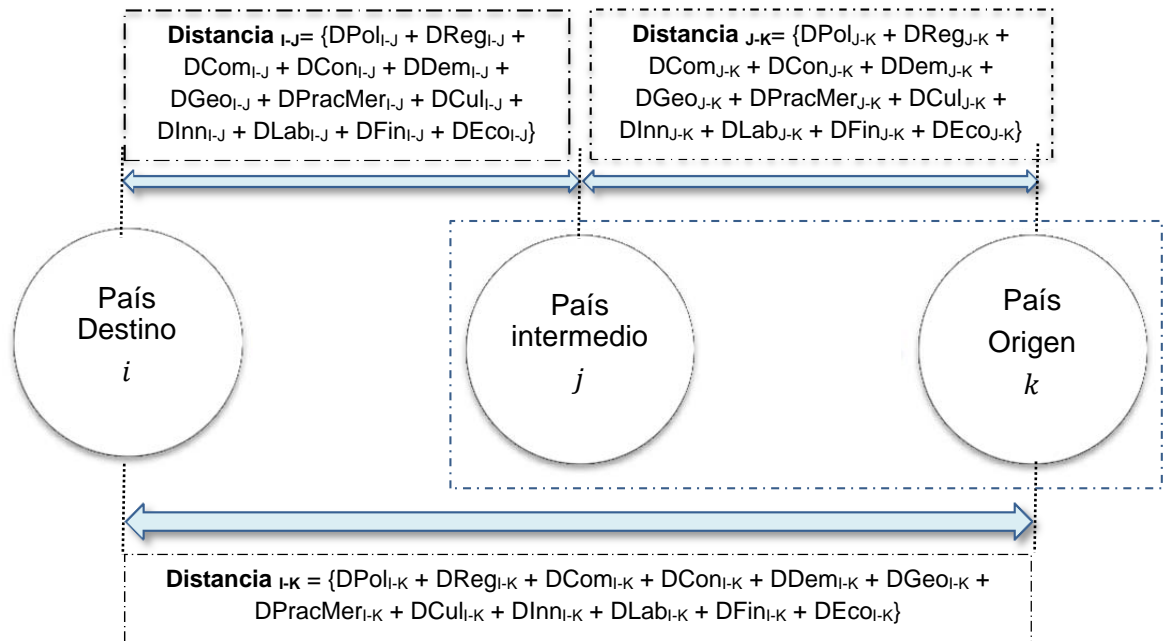 Distancia I-J= {DPolI-J + DRegI-J +
DComI-J + DConI-J + DDemI-J +
DGeoI-J + DPracMerI-J + DCulI-J +
DInnI-J + DLabI-J + DFinI-J + DEcoI-J}
Distancia J-K= {DPolJ-K + DRegJ-K +
DComJ-K + DConJ-K + DDemJ-K +
DGeoJ-K + DPracMerJ-K + DCulJ-K +
DInnJ-K + DLabJ-K + DFinJ-K + DEcoJ-K}
País
Destino
i
País
intermedio
j
País
Origen
k
Distancia I-K = {DPolI-K + DRegI-K + DComI-K + DConI-K + DDemI-K + DGeoI-K +
DPracMerI-K + DCulI-K + DInnI-K + DLabI-K + DFinI-K + DEcoI-K}